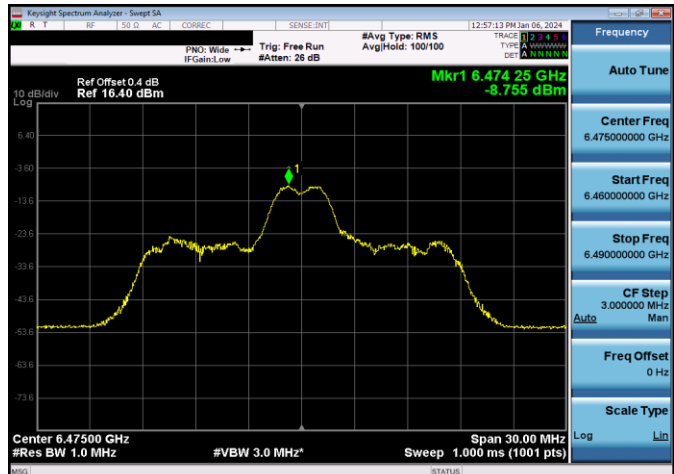 Keysight Spectrum Analyzer - Swept SA
R T RF 50 Ω AC CORREC SENSE:INT 12:57:13 PM Jan 06, 2024
PNO: Wide
IFGain:Low
Trig: Free Run
#Atten: 26 dB
#Avg Type: RMS
Avg|Hold: 100/100
TRACE 1 2 3 4 5 6
TYPE A WWWWW
DET A N N N N N
Ref Offset 0.4 dB
Ref 16.40 dBm
10 dB/div
Log
Mkr1 6.474 25 GHz
-8.755 dBm
1
6.40
-3.60
-13.6
-23.6
-33.6
-43.6
-53.6
-63.6
-73.6
Center 6.47500 GHz
#Res BW 1.0 MHz
#VBW 3.0 MHz*
Span 30.00 MHz
Sweep 1.000 ms (1001 pts)
MSG
STATUS
Frequency
Auto Tune
Center Freq
6.475000000 GHz
Start Freq
6.460000000 GHz
Stop Freq
6.490000000 GHz
CF Step
3.000000 MHz
Auto Man
Freq Offset
0 Hz
Scale Type
Log Lin